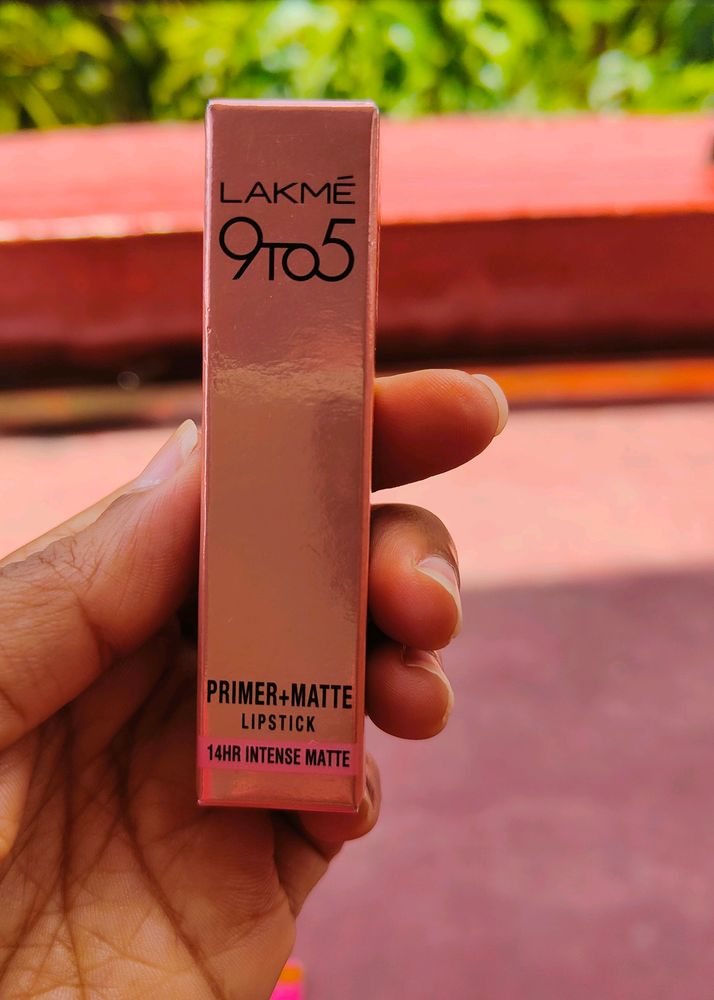 LAKMÉ
9TO5
PRIMER+MATTE
LIPSTICK
14HR INTENSE MATTE